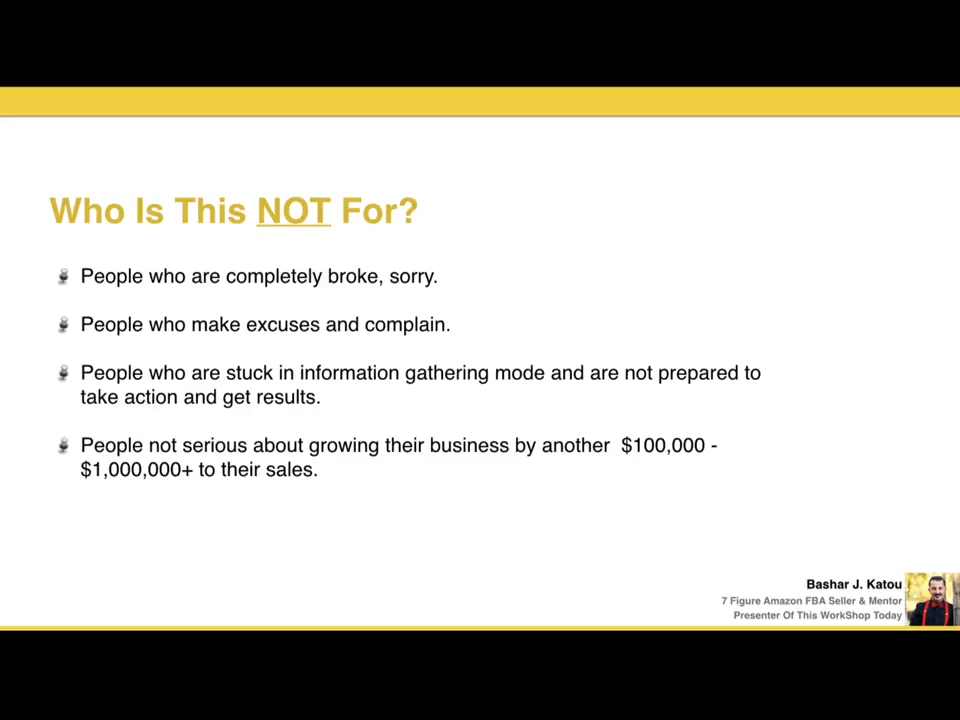 Who Is This NOT For?
People who are completely broke, sorry.
People who make excuses and complain.
People who are stuck in information gathering mode and are not prepared to
take action and get results.
People not serious about growing their business by another  $100,000 -
$1,000,000+ to their sales.
Bashar J. Katou
7 Figure Amazon FBA Seller & Mentor
Presenter Of This WorkShop Today